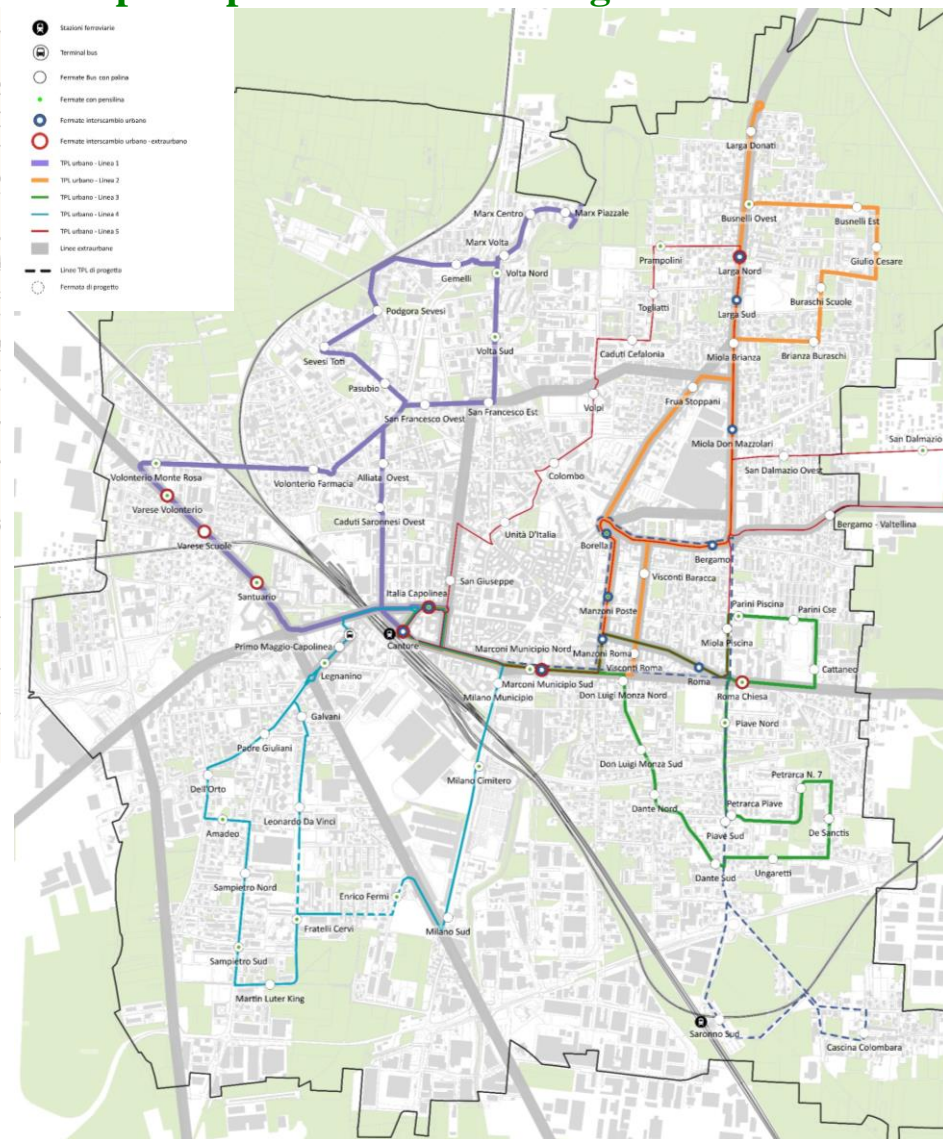 Stazioni ferroviarie
Terminal bus
Fermate Bus con palina
Fermate con pensilina
Fermate interscambio urbano
Fermate interscambio urbano - extraurbano
TPL urbano - Linea 1
TPL urbano - Linea 2
TPL urbano - Linea 3
TPL urbano - Linea 4
TPL urbano - Linea 5
Linee extraurbane
Linee TPL di progetto
Fermata di progetto
Larga Donati
Marx Centro
Marx Piazzale
Busnelli Ovest
Busnelli Est
Marx Volta
Gemelli
Volta Nord
Prampolini
Larga Nord
Giulio Cesare
Togliatti
Buraschi Scuole
Podgora Sevesi
Larga Sud
Sevesi Toti
Volta Sud
Caduti Cefalonia
Miola Brianza
Brianza Buraschi
Pasubio
San Francesco Ovest
San Francesco Est
Volpi
Frua Stoppani
Miola Don Mazzolari
San Dalmazio
Volonterio Monte Rosa
Volonterio Farmacia
Alliata Ovest
Colombo
San Dalmazio Ovest
Varese Volonterio
Caduti Saronnesi Ovest
Varese Scuole
Unità D'Italia
Borella
Bergamo
Bergamo - Valtellina
Santuario
San Giuseppe
Visconti Baracca
Italia Capolinea
Manzoni Poste
Parini Piscina
Parini Cse
Primo Maggio-Capolinea
Cantore
Marconi Municipio Nord
Manzoni Roma
Miola Piscina
Legnanino
Visconti Roma
Roma
Cattaneo
Marconi Municipio Sud
Milano Municipio
Don Luigi Monza Nord
Roma Chiesa
Galvani
Piave Nord
Padre Giuliani
Don Luigi Monza Sud
Milano Cimitero
Petrarca N. 7
Dell'Orto
Dante Nord
Petrarca Piave
Leonardo Da Vinci
De Sanctis
Amadeo
Piave Sud
Dante Sud
Ungaretti
Sampietro Nord
Enrico Fermi
Fratelli Cervi
Milano Sud
Sampietro Sud
Martin Luter King
Saronno Sud
Cascina Colombara